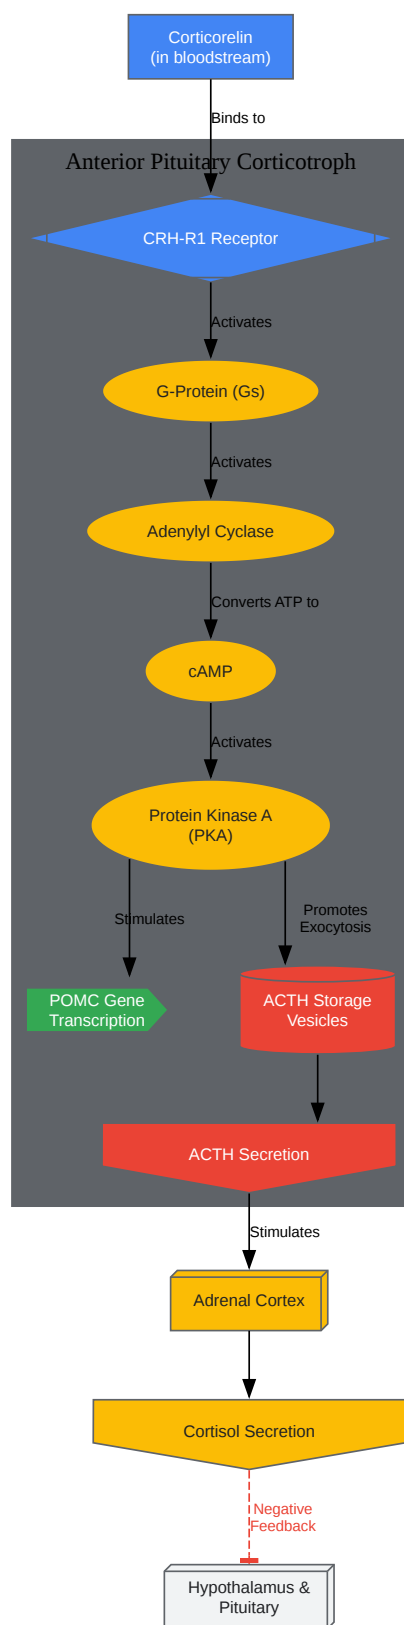 Corticorelin
(in bloodstream)
Binds to
Anterior Pituitary Corticotroph
CRH-R1 Receptor
Activates
G-Protein (Gs)
Activates
Adenylyl Cyclase
Converts ATP to
cAMP
Activates
Protein Kinase A
(PKA)
Stimulates
Promotes
Exocytosis
POMC Gene
Transcription
ACTH Storage
Vesicles
ACTH Secretion
Stimulates
Adrenal Cortex
Cortisol Secretion
Negative
Feedback
Hypothalamus &
Pituitary